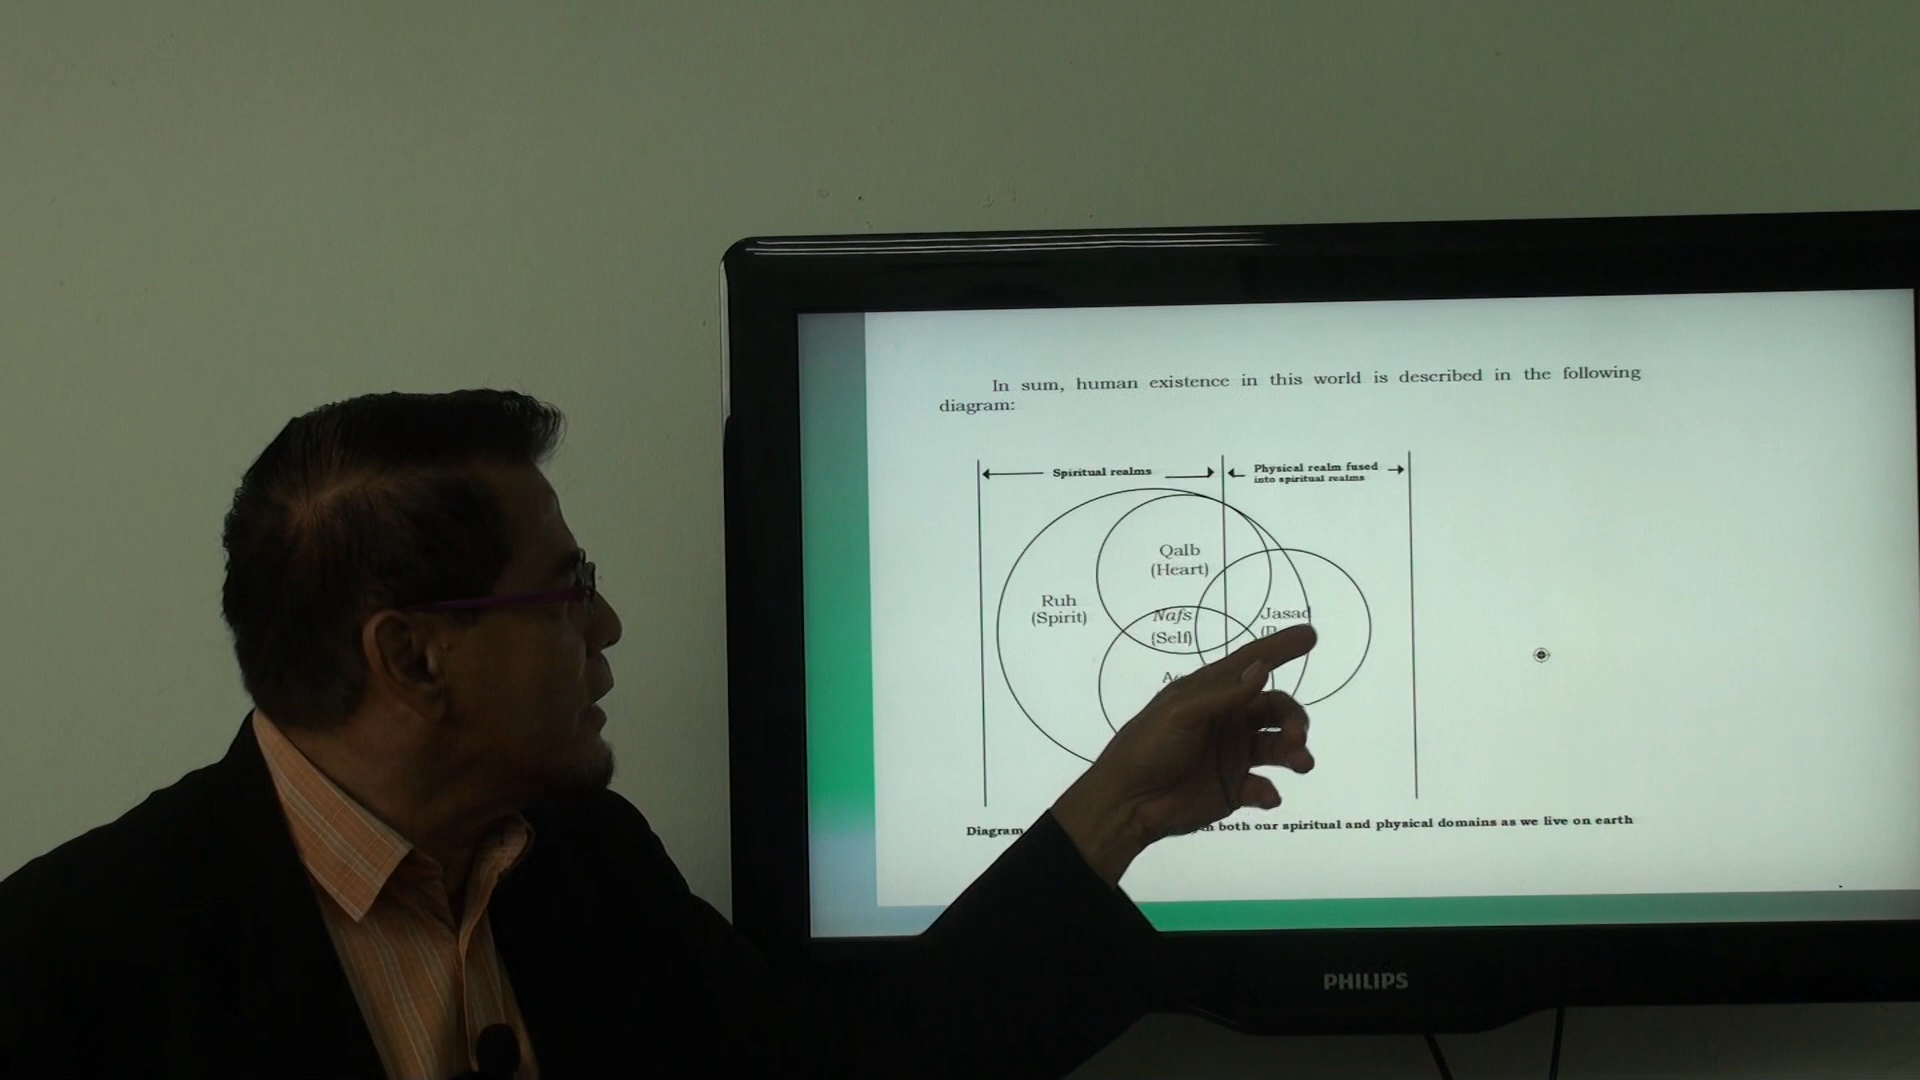 In sum, human existence in this world is described in the following
diagram:
Spiritual realms
Physical realm fused
into spiritual realms
Qalb
(Heart)
Ruh
(Spirit)
Nafs
(Self)
Jasad
Diagram
both our spiritual and physical domains as we live on earth
PHILIPS